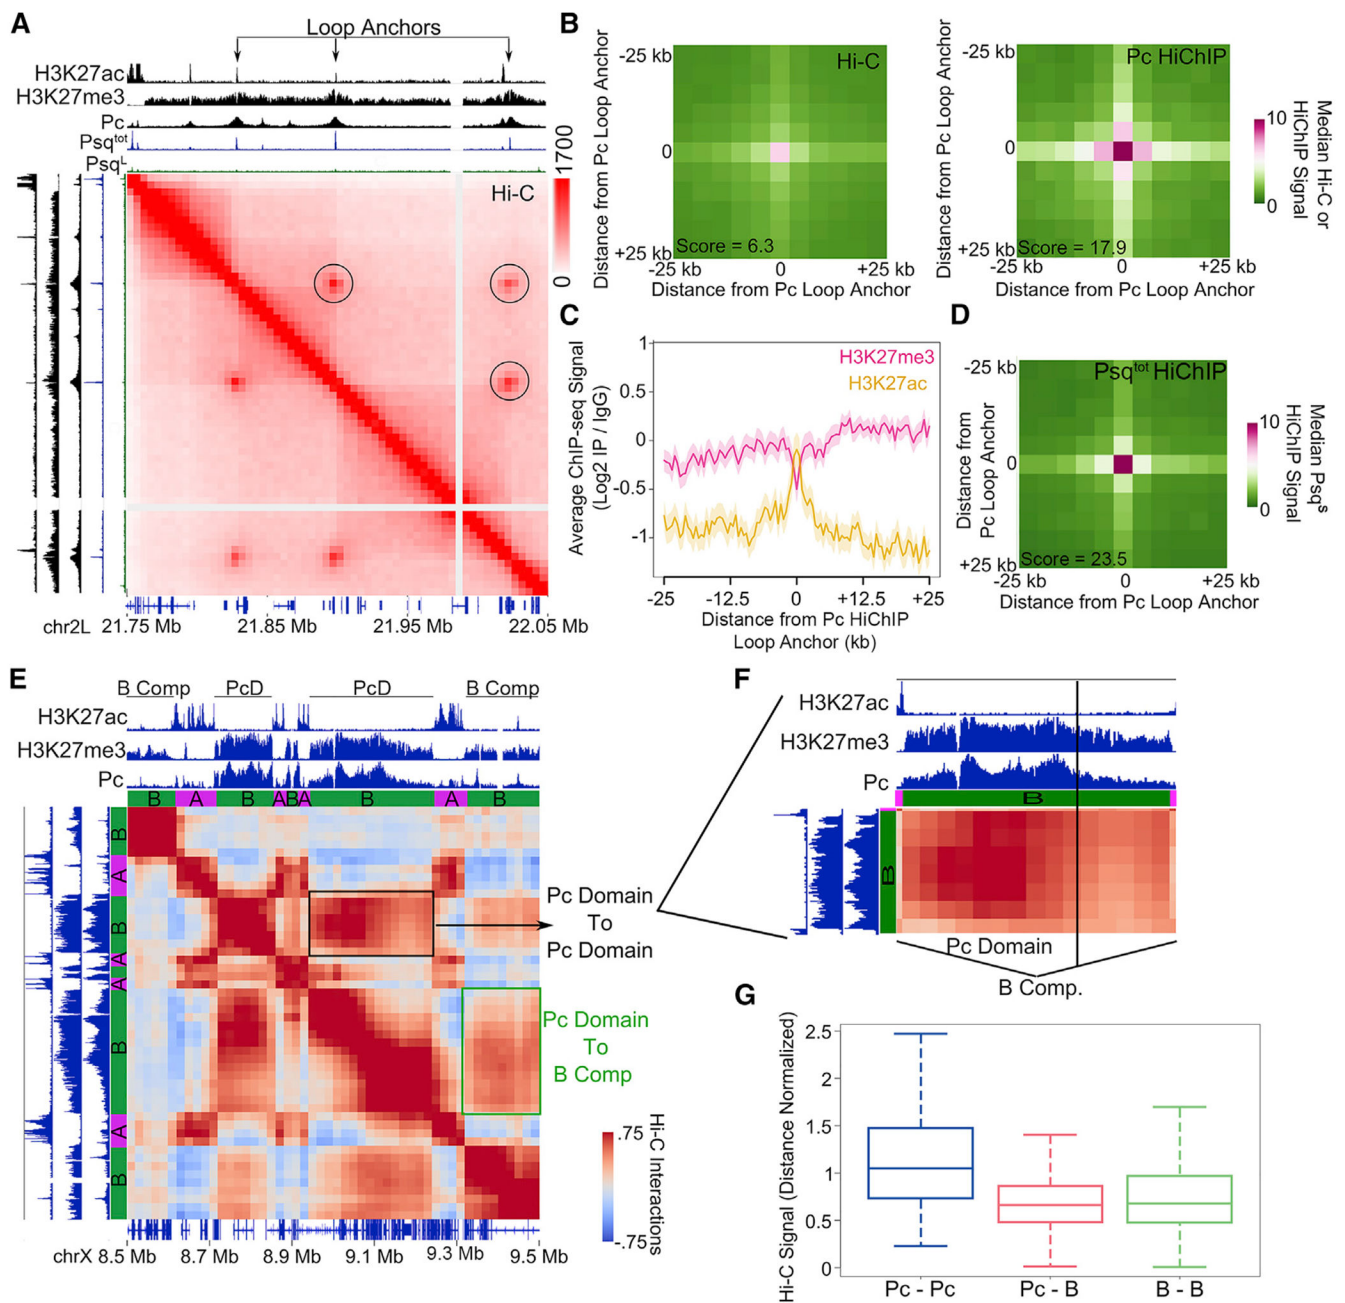 A
Loop Anchors
H3K27ac
H3K27me3
Pc
Psqtot
PsqL
Hi-C
1700
0
chr2L
21.75 Mb
21.85 Mb
21.95 Mb
22.05 Mb
B
Distance from Pc Loop Anchor
-25 kb
0
+25 kb
Hi-C
Score = 6.3
-25 kb
0
+25 kb
Distance from Pc Loop Anchor
Distance from Pc Loop Anchor
-25 kb
0
+25 kb
Pc HiChIP
Score = 17.9
-25 kb
0
+25 kb
Distance from Pc Loop Anchor
10
0
Median Hi-C or
HiChIP Signal
C
Average ChIP-seq Signal
(Log2 IP / IgG)
1
0.5
0
-0.5
-1
H3K27me3
H3K27ac
-25
-12.5
0
+12.5
+25
Distance from Pc HiChIP
Loop Anchor (kb)
D
Distance from
Pc Loop Anchor
-25 kb
0
+25 kb
Psqtot HiChIP
Score = 23.5
-25 kb
0
+25 kb
Distance from Pc Loop Anchor
10
0
Median Psqs
HiChIP Signal
E
B Comp
PcD
PcD
B Comp
H3K27ac
H3K27me3
Pc
B
A
B
A
B
A
B
A
B
B
A
B
A
A
B
A
B
Pc Domain
To
Pc Domain
Pc Domain
To
B Comp
.75
-.75
Hi-C Interactions
chrX
8.5 Mb
8.7 Mb
8.9 Mb
9.1 Mb
9.3 Mb
9.5 Mb
F
H3K27ac
H3K27me3
Pc
B
B
Pc Domain
B Comp.
G
Hi-C Signal (Distance Normalized)
2.5
2
1.5
1
0.5
0
Pc - Pc
Pc - B
B - B